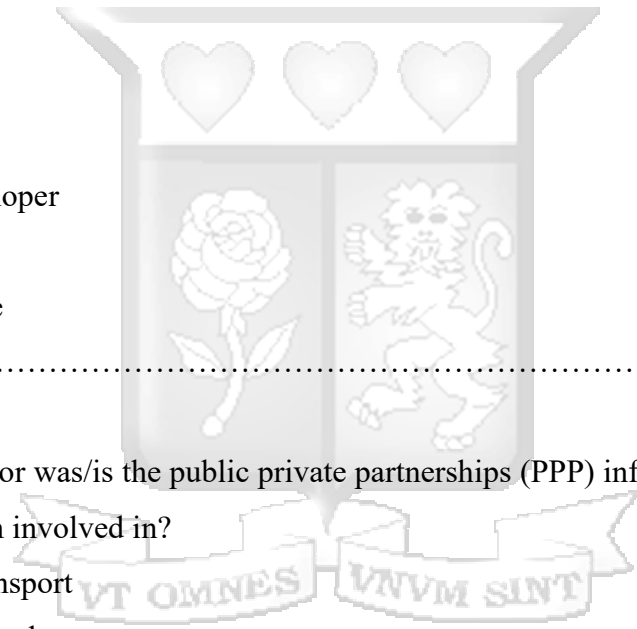 oper
e
…………………………………………………………
or was/is the public private partnerships (PPP) inf
involved in?
nsport
VT OMNES VNVM SINT